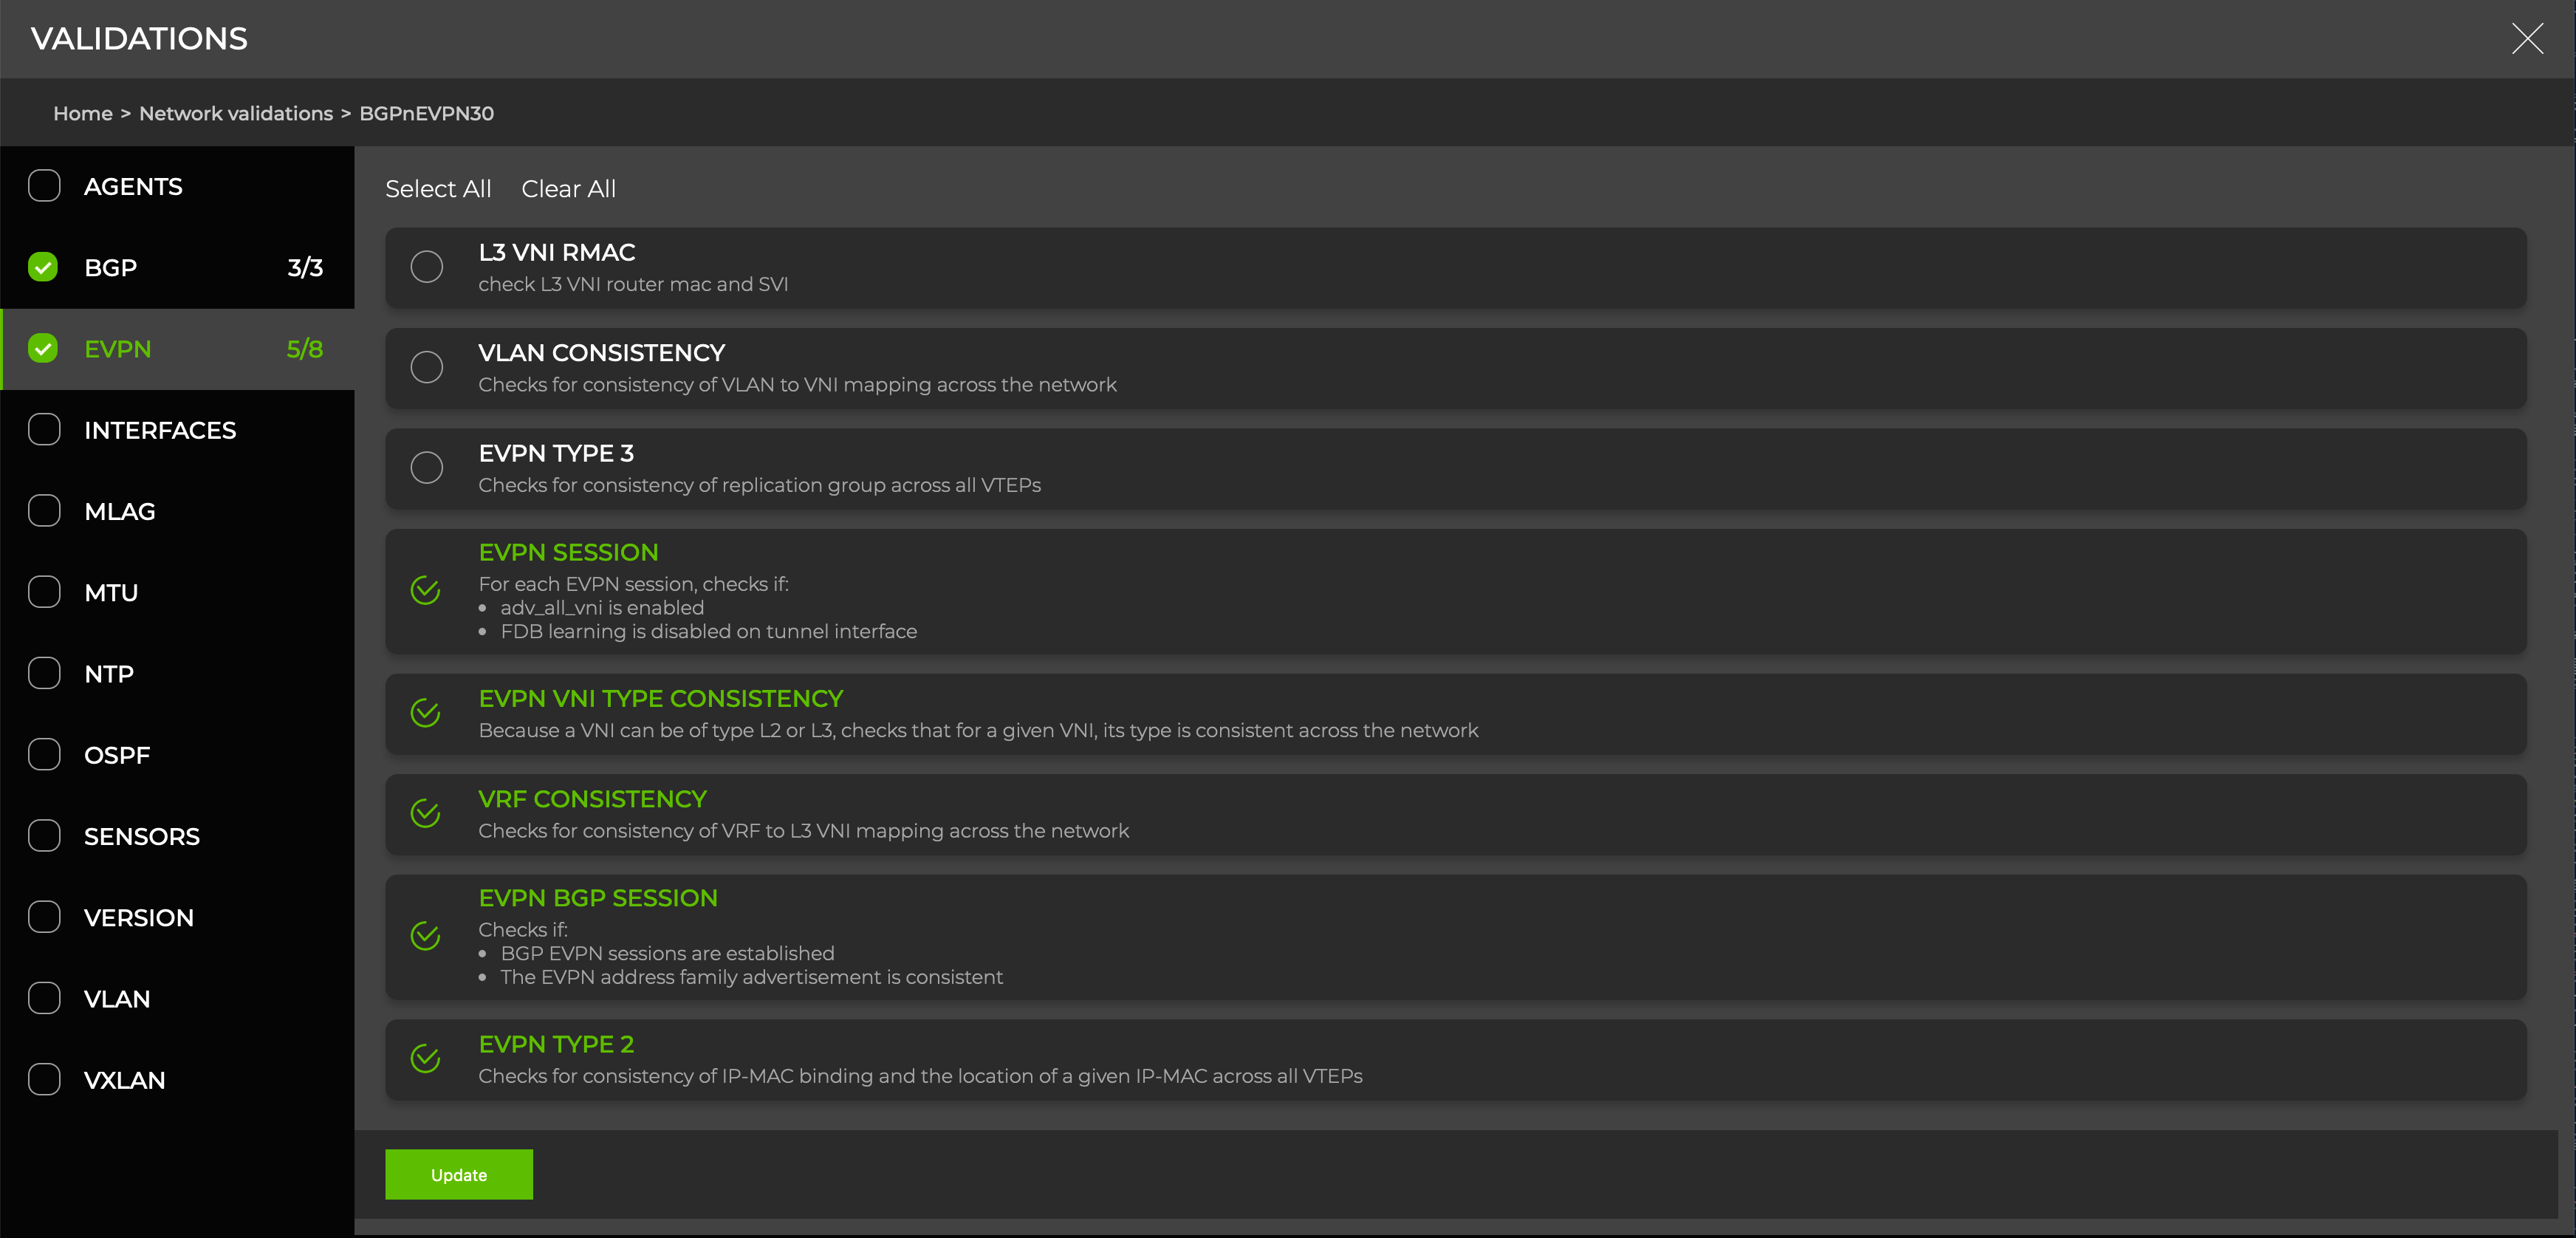 VALIDATIONS
Home > Network validations > BGPnEVPN30
AGENTS
BGP 3/3
EVPN 5/8
INTERFACES
MLAG
MTU
NTP
OSPF
SENSORS
VERSION
VLAN
VXLAN
Select All Clear All
L3 VNI RMAC
check L3 VNI router mac and SVI
VLAN CONSISTENCY
Checks for consistency of VLAN to VNI mapping across the network
EVPN TYPE 3
Checks for consistency of replication group across all VTEPs
EVPN SESSION
For each EVPN session, checks if:
• adv_all_vni is enabled
• FDB learning is disabled on tunnel interface
EVPN VNI TYPE CONSISTENCY
Because a VNI can be of type L2 or L3, checks that for a given VNI, its type is consistent across the network
VRF CONSISTENCY
Checks for consistency of VRF to L3 VNI mapping across the network
EVPN BGP SESSION
Checks if:
• BGP EVPN sessions are established
• The EVPN address family advertisement is consistent
EVPN TYPE 2
Checks for consistency of IP-MAC binding and the location of a given IP-MAC across all VTEPs
Update